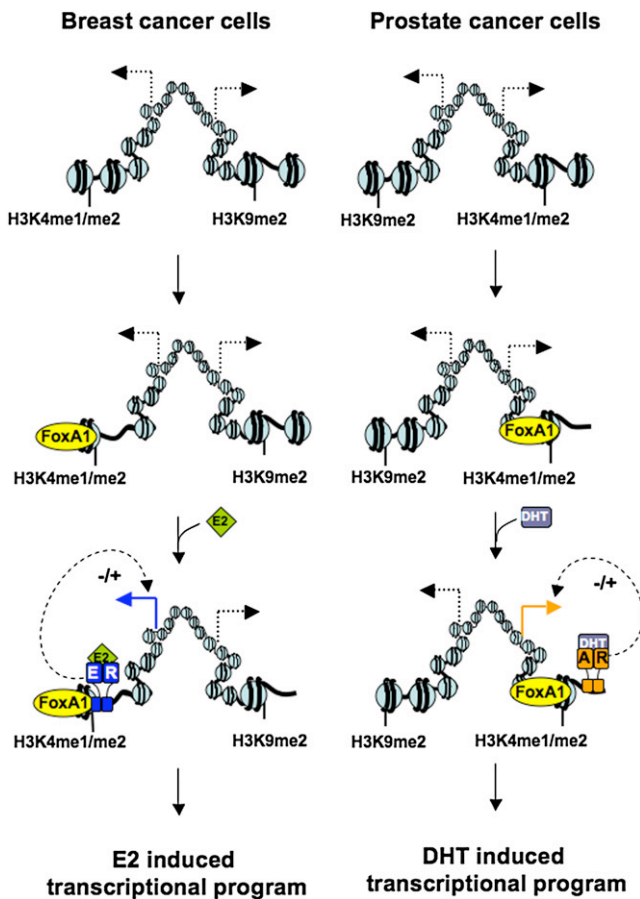 Breast cancer cells
Prostate cancer cells
H3K4me1/me2
H3K9me2
H3K9me2
H3K4me1/me2
FoxA1
FoxA1
H3K4me1/me2
H3K9me2
H3K9me2
H3K4me1/me2
E2
DHT
-/+
-/+
E2
E R
FoxA1
DHT
A R
FoxA1
H3K4me1/me2
H3K9me2
H3K9me2
H3K4me1/me2
E2 induced
transcriptional program
DHT induced
transcriptional program